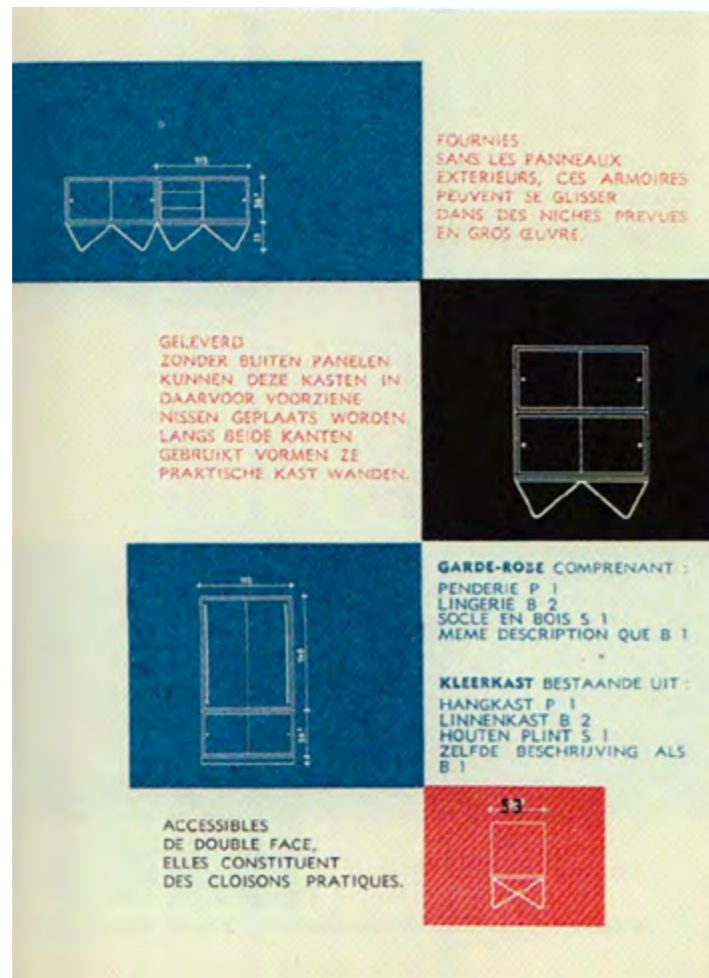 FOURNIES
SANS LES PANNEAUX
EXTERIEURS, CES ARMOIRES
PEUVENT SE GLISSER
DANS DES NICHES PREVUES
EN GROS ŒUVRE.
GELEVERD
ZONDER BUITEN PANELEN
KUNNEN DEZE KASTEN IN
DAARVOOR VOORZIENE
NISSEN GEPLAATS WORDEN.
LANGS BEIDE KANTEN
GEBRUIKT VORMEN ZE
PRAKTISCHE KAST WANDEN.
GARDE-ROBE COMPRENANT :
PENDERIE P 1
LINGERIE B 2
SOCLE EN BOIS S 1
MEME DESCRIPTION QUE B 1
KLEERKAST BESTAANDE UIT :
HANGKAST P 1
LINNENKAST B 2
HOUTEN PLINT S 1
ZELFDE BESCHRIJVING ALS
B 1
53
ACCESSIBLES
DE DOUBLE FACE,
ELLES CONSTITUENT
DES CLOISONS PRATIQUES.